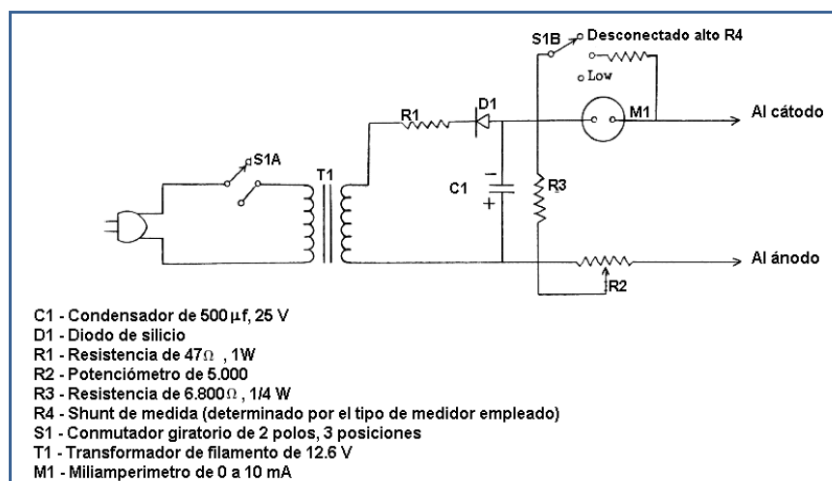 S1B
Desconectado alto R4
Low
R1
D1
M1
Al cátodo
S1A
T1
C1
−
+
R3
Al ánodo
R2
C1 - Condensador de 500 μf, 25 V
D1 - Diodo de silicio
R1 - Resistencia de 47Ω , 1W
R2 - Potenciómetro de 5.000
R3 - Resistencia de 6.800Ω , 1/4 W
R4 - Shunt de medida (determinado por el tipo de medidor empleado)
S1 - Conmutador giratorio de 2 polos, 3 posiciones
T1 - Transformador de filamento de 12.6 V
M1 - Miliamperimetro de 0 a 10 mA